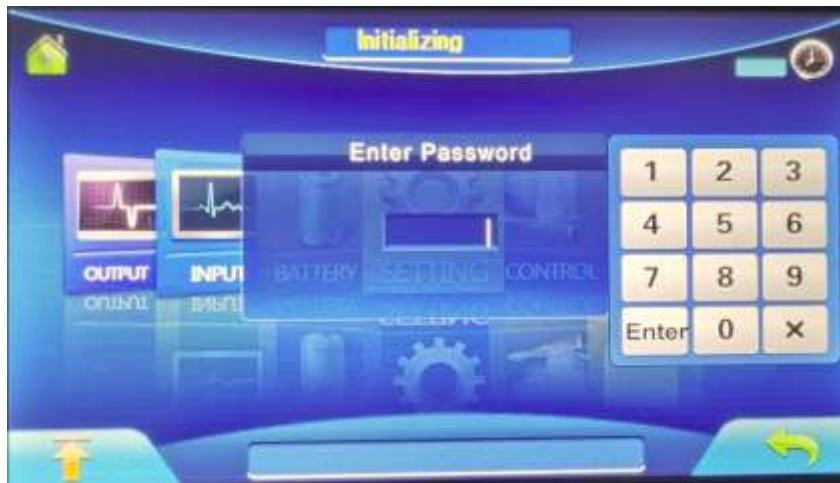 Initializing
Enter Password
OUTPUT
INPUT
BATTERY
SETTING
CONTROL
1 2 3
4 5 6
7 8 9
Enter 0 ×